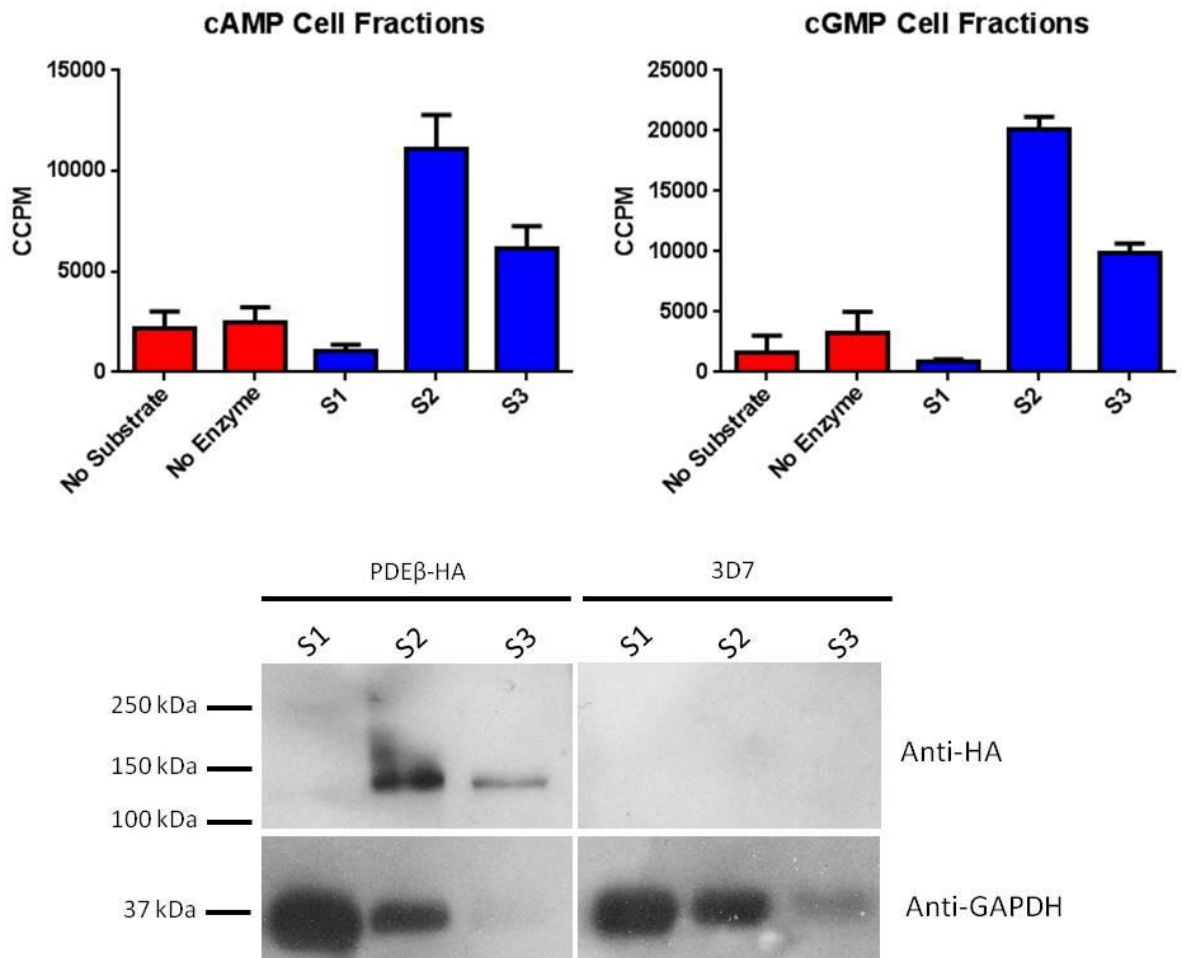 cAMP Cell Fractions
15000
10000
5000
0
CCPM
No Substrate
No Enzyme
S1
S2
S3
cGMP Cell Fractions
25000
20000
15000
10000
5000
0
CCPM
No Substrate
No Enzyme
S1
S2
S3
PDEβ-HA
3D7
S1
S2
S3
S1
S2
S3
250 kDa
150 kDa
100 kDa
Anti-HA
37 kDa
Anti-GAPDH